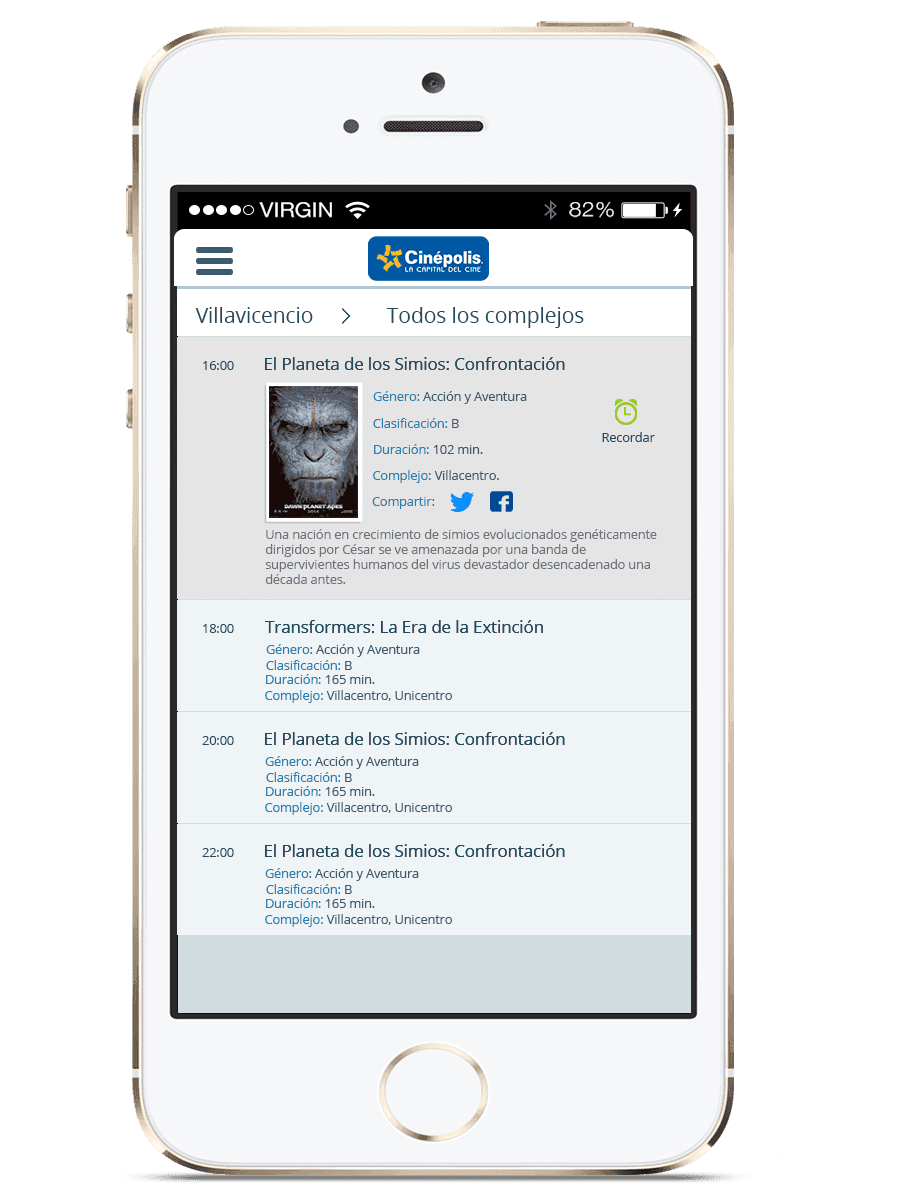 VIRGIN 82%
Cinépolis.
LA CAPITAL DEL CINE
Villavicencio > Todos los complejos
16:00 El Planeta de los Simios: Confrontación
Género: Acción y Aventura
Clasificación: B
Duración: 102 min.
Complejo: Villacentro.
Compartir:
Recordar
DAWN PLANET APES
2014
Una nación en crecimiento de simios evolucionados genéticamente
dirigidos por César se ve amenazada por una banda de
supervivientes humanos del virus devastador desencadenado una
década antes.
18:00 Transformers: La Era de la Extinción
Género: Acción y Aventura
Clasificación: B
Duración: 165 min.
Complejo: Villacentro, Unicentro
20:00 El Planeta de los Simios: Confrontación
Género: Acción y Aventura
Clasificación: B
Duración: 165 min.
Complejo: Villacentro, Unicentro
22:00 El Planeta de los Simios: Confrontación
Género: Acción y Aventura
Clasificación: B
Duración: 165 min.
Complejo: Villacentro, Unicentro